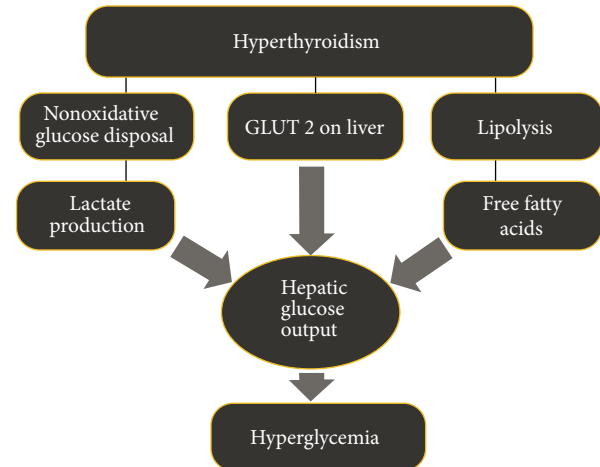 Hyperthyroidism
Nonoxidative
glucose disposal
GLUT 2 on liver
Lipolysis
Lactate
production
Free fatty
acids
Hepatic
glucose
output
Hyperglycemia